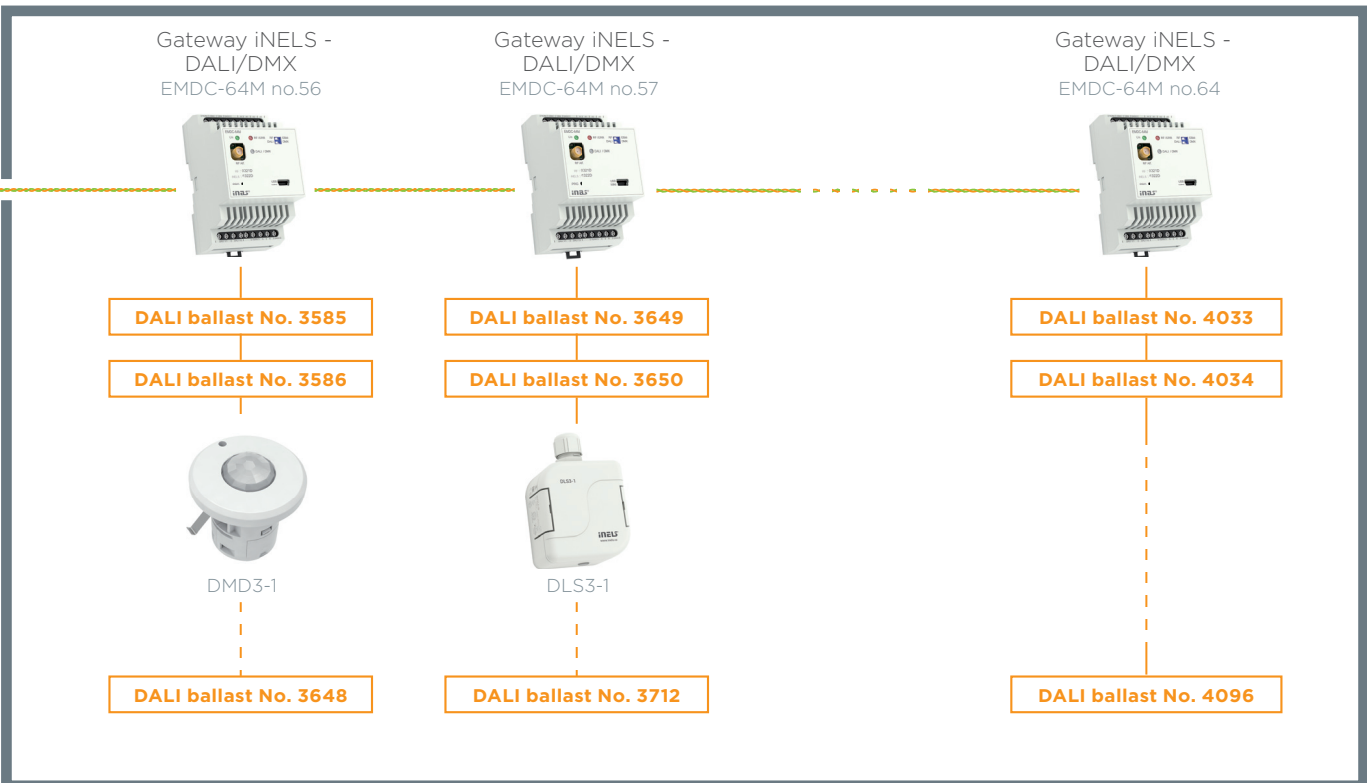 Gateway iNELS -
DALI/DMX
EMDC-64M no.56
Gateway iNELS -
DALI/DMX
EMDC-64M no.57
Gateway iNELS -
DALI/DMX
EMDC-64M no.64
DALI ballast No. 3585
DALI ballast No. 3649
DALI ballast No. 4033
DALI ballast No. 3586
DALI ballast No. 3650
DALI ballast No. 4034
DLS3-1
iNELS
DMD3-1
DLS3-1
DALI ballast No. 3648
DALI ballast No. 3712
DALI ballast No. 4096